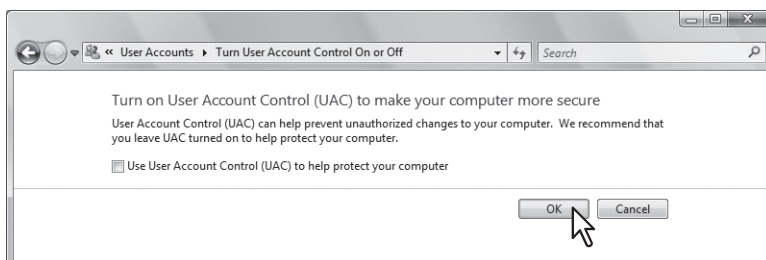 « User Accounts ▸ Turn User Account Control On or Off
Search
Turn on User Account Control (UAC) to make your computer more secure
User Account Control (UAC) can help prevent unauthorized changes to your computer. We recommend that
you leave UAC turned on to help protect your computer.
Use User Account Control (UAC) to help protect your computer
OK
Cancel